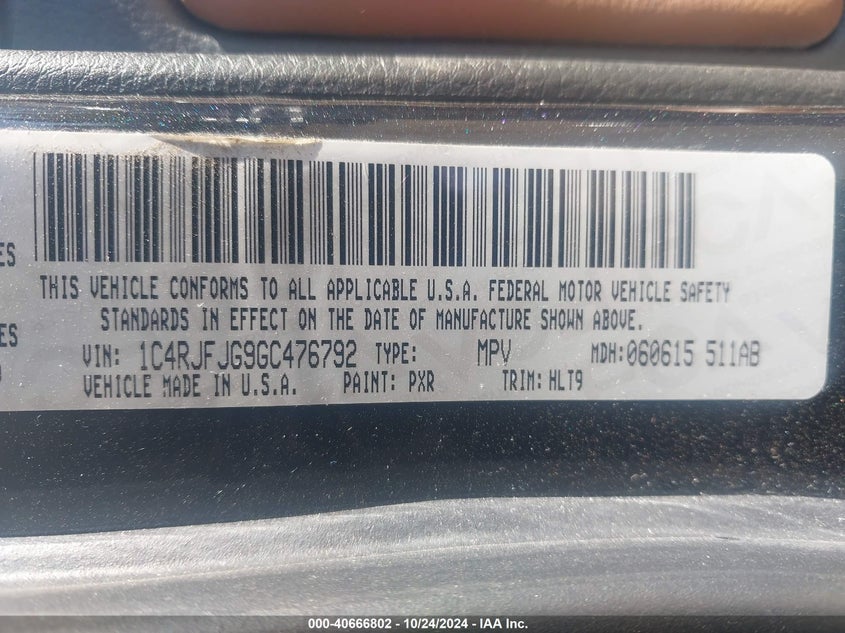 THIS VEHICLE CONFORMS TO ALL APPLICABLE U.S.A. FEDERAL MOTOR VEHICLE SAFETY
ES
STANDARDS IN EFFECT ON THE DATE OF MANUFACTURE SHOWN ABOVE.
ES
VIN: 1C4RJFJG9GC476792 TYPE: MPV MDH:060615 511AB
VEHICLE MADE IN U.S.A. PAINT: PXR TRIM: HLT9
000-40666802 - 10/24/2024 - IAA Inc.